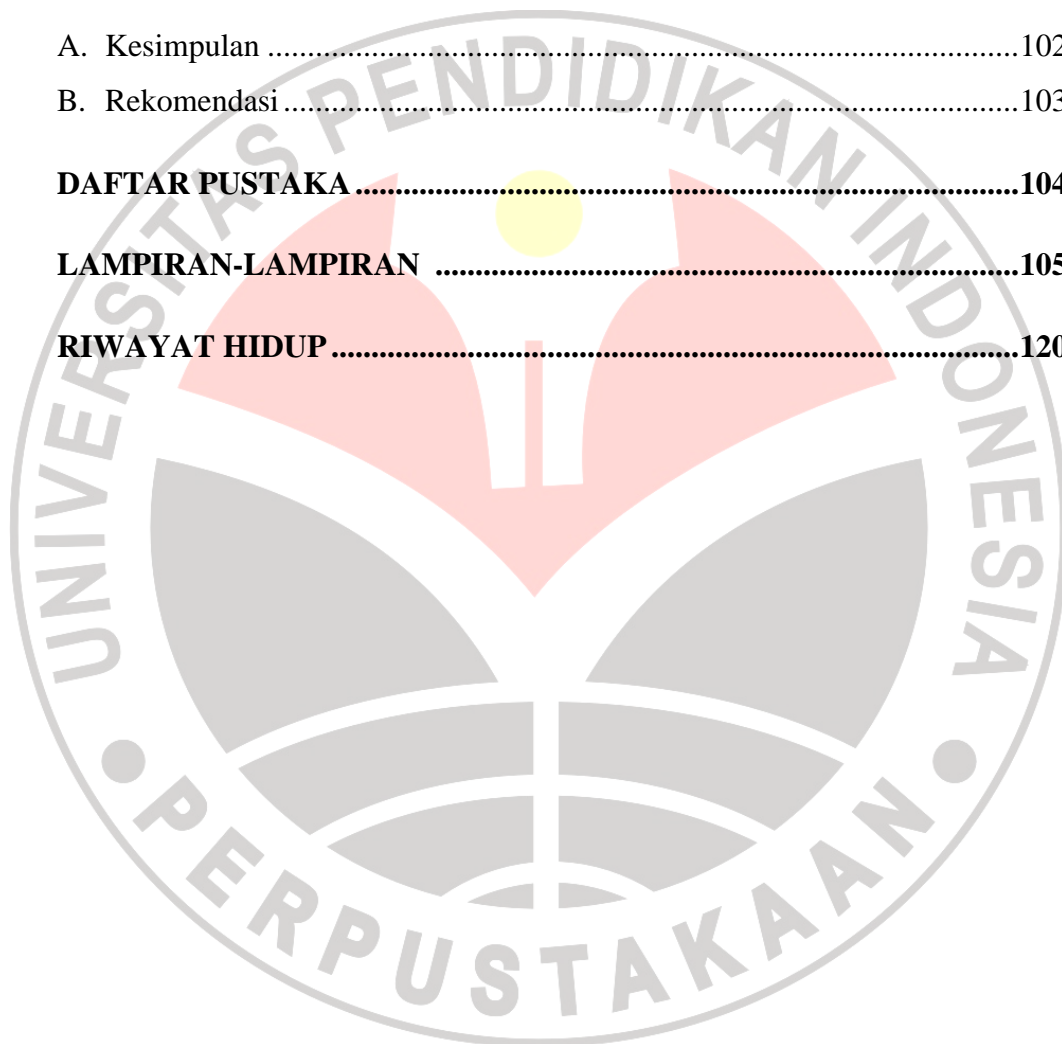 A. Kesimpulan ........................................................................................102
B. Rekomendasi ......................................................................................103
DAFTAR PUSTAKA ..............................................................................104
LAMPIRAN-LAMPIRAN ......................................................................105
RIWAYAT HIDUP ..................................................................................120
UNIVERSITAS PENDIDIKAN INDONESIA
• PERPUSTAKAAN •